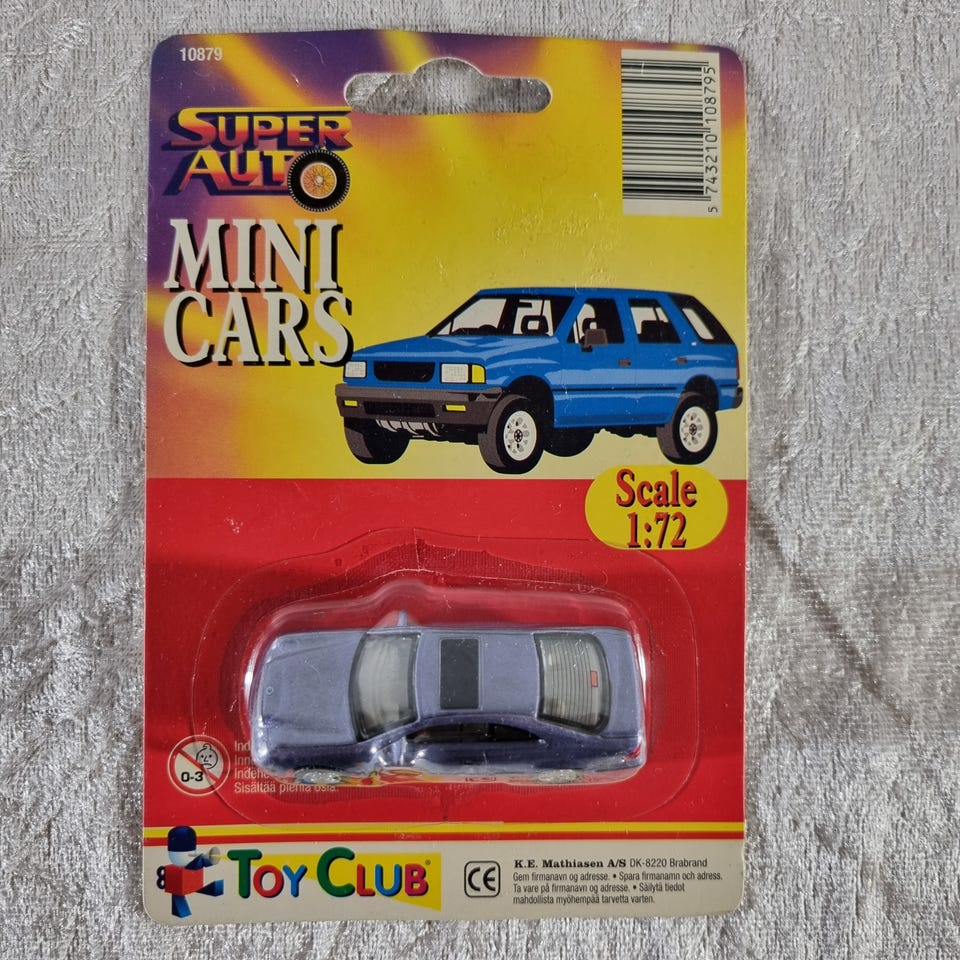 10879
SUPER
AUTO
MINI
CARS
5 743210 108795
Scale
1:72
0-3
Sisältää pieniä osia.
8
TOY CLUB®
CE
K.E. Mathiasen A/S DK-8220 Brabrand
Gem firmanavn og adresse. • Spara firmanamn och adress.
Ta vare på firmanavn og adresse. • Säilytä tiedot
mahdollista myöhempää tarvetta varten.